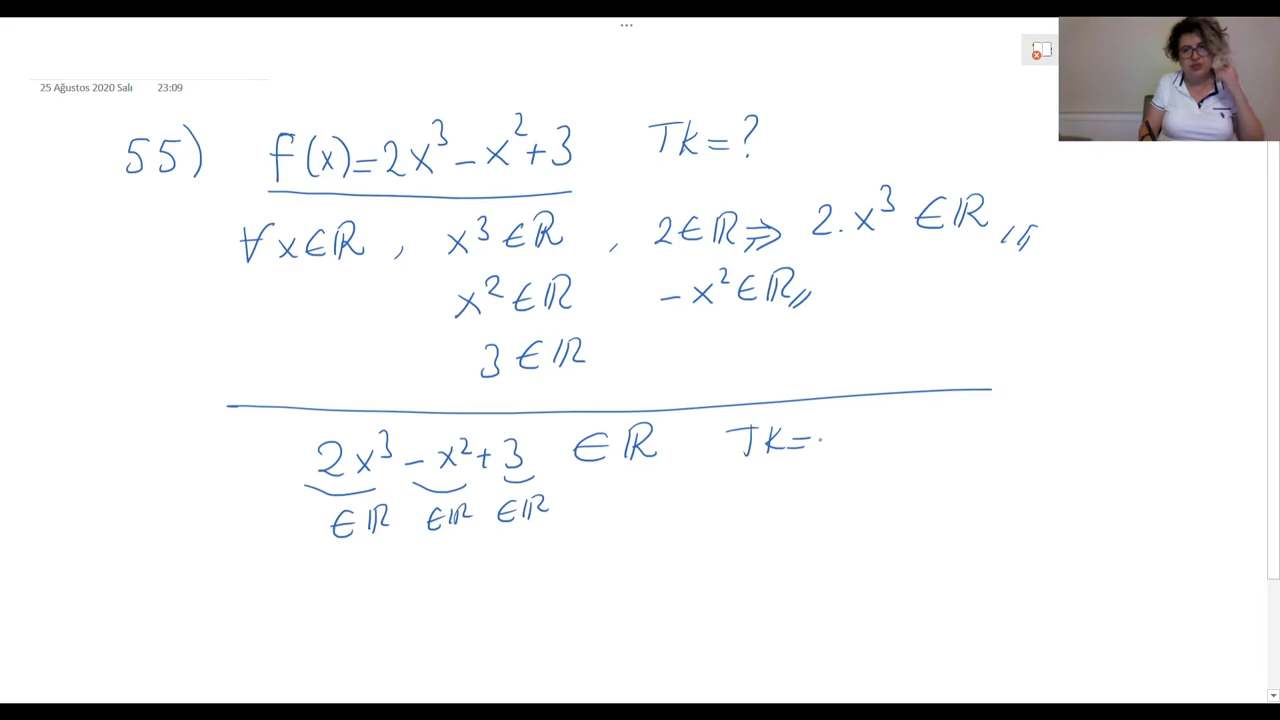 25 Ağustos 2020 Salı 23:09
55) f(x)=2x³-x²+3 TK=?
∀x∈ℝ, x³∈ℝ, 2∈ℝ ⇒ 2.x³∈ℝ,,
x²∈ℝ -x²∈ℝ,,
3∈ℝ
2x³-x²+3 ∈ℝ TK=
∈ℝ ∈ℝ ∈ℝ